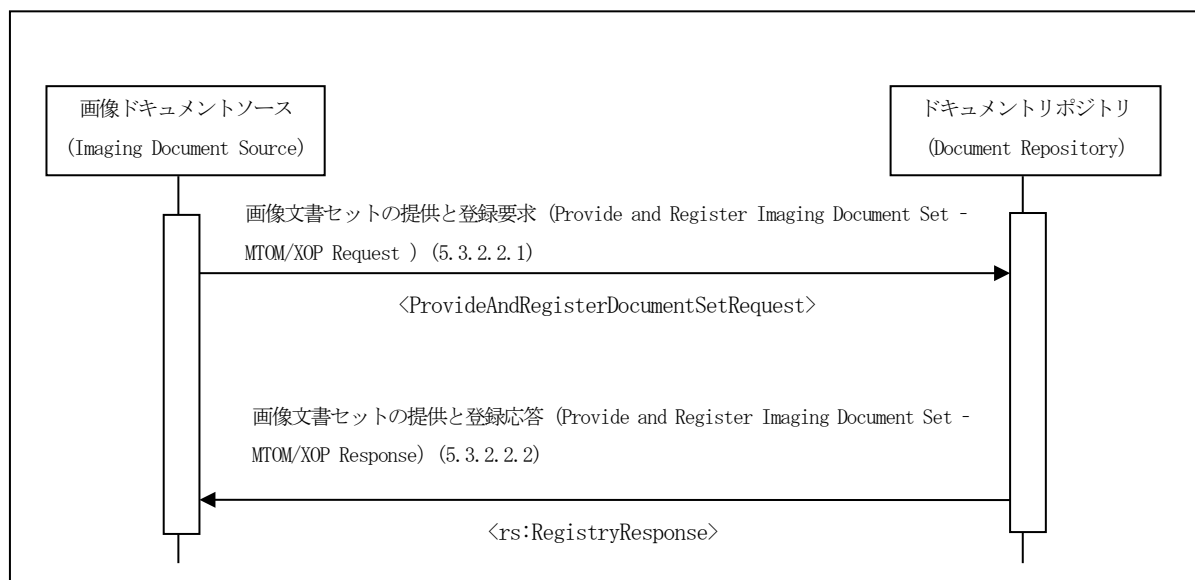 画像ドキュメントソース
(Imaging Document Source)
ドキュメントリポジトリ
(Document Repository)
画像文書セットの提供と登録要求 (Provide and Register Imaging Document Set -
MTOM/XOP Request ) (5.3.2.2.1)
<ProvideAndRegisterDocumentSetRequest>
画像文書セットの提供と登録応答 (Provide and Register Imaging Document Set -
MTOM/XOP Response) (5.3.2.2.2)
<rs:RegistryResponse>